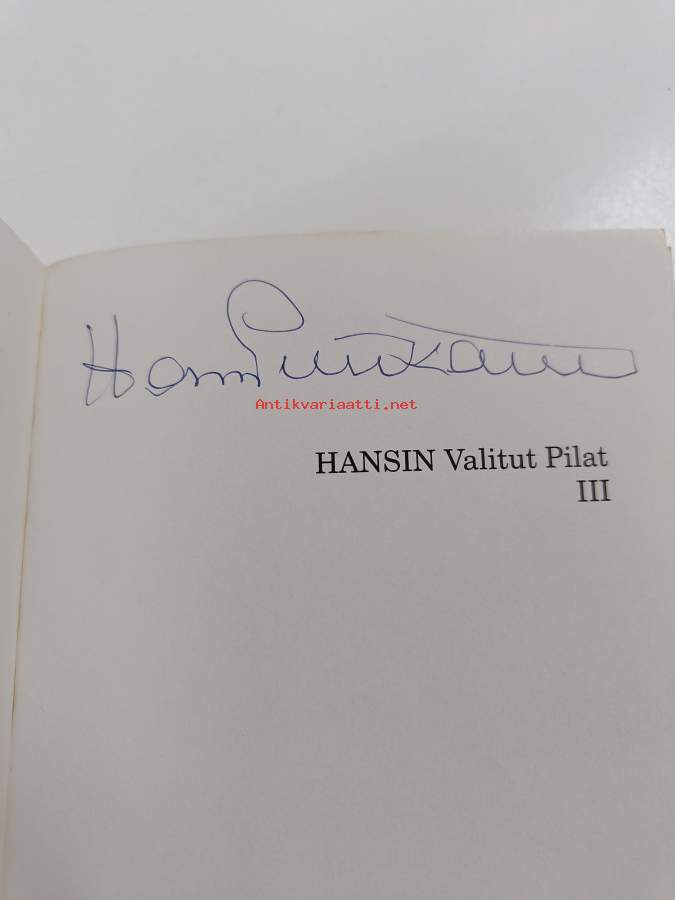 Antikvariaatti.net
HANSIN Valitut Pilat
III